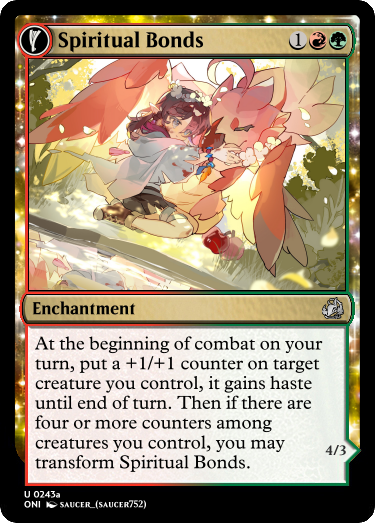 Spiritual Bonds 1
Enchantment
At the beginning of combat on your
turn, put a +1/+1 counter on target
creature you control, it gains haste
until end of turn. Then if there are
four or more counters among
creatures you control, you may
transform Spiritual Bonds.
4/3
U 0243a
ONI SAUCER_(SAUCER752)